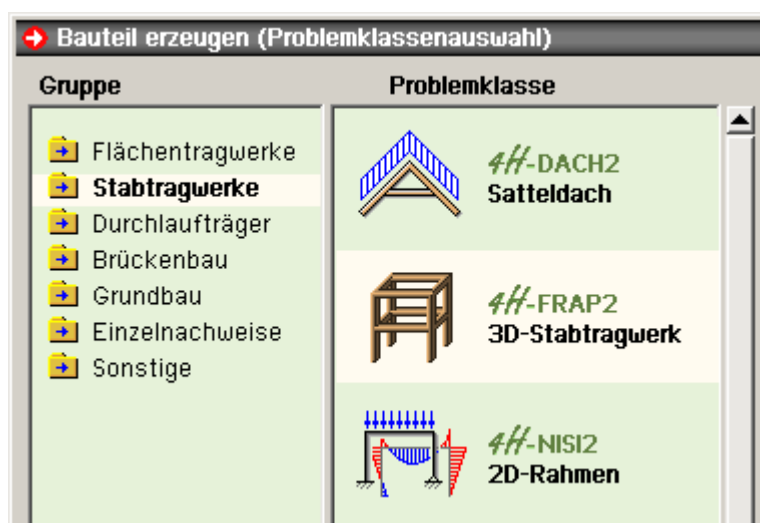 Bauteil erzeugen (Problemklassenauswahl)
Gruppe
Problemklasse
Flächentragwerke
Stabtragwerke
Durchlaufträger
Brückenbau
Grundbau
Einzelnachweise
Sonstige
4H-DACH2
Satteldach
4H-FRAP2
3D-Stabtragwerk
4H-NISI2
2D-Rahmen